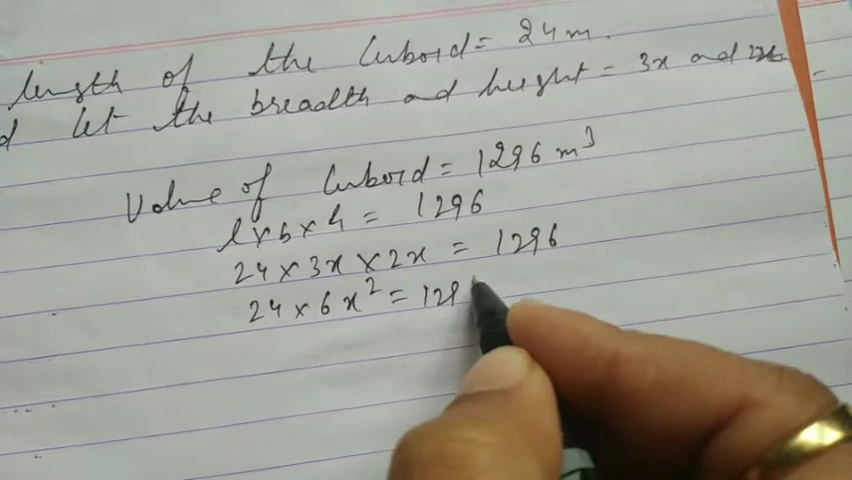 length of the Cuboid = 24 m.
d let the breadth and height = 3x and 2x
Volume of Cuboid = 1296 m³
l x b x h = 1296
24 x 3x x 2x = 1296
24 x 6x² = 129